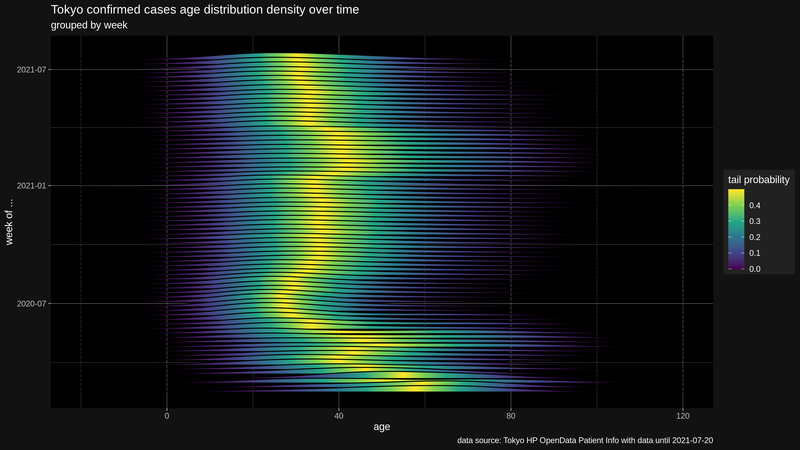 Tokyo confirmed cases age distribution density over time
grouped by week
2021-07
2021-01
2020-07
week of ...
0
40
80
120
age
tail probability
0.4
0.3
0.2
0.1
0.0
data source: Tokyo HP OpenData Patient Info with data until 2021-07-20